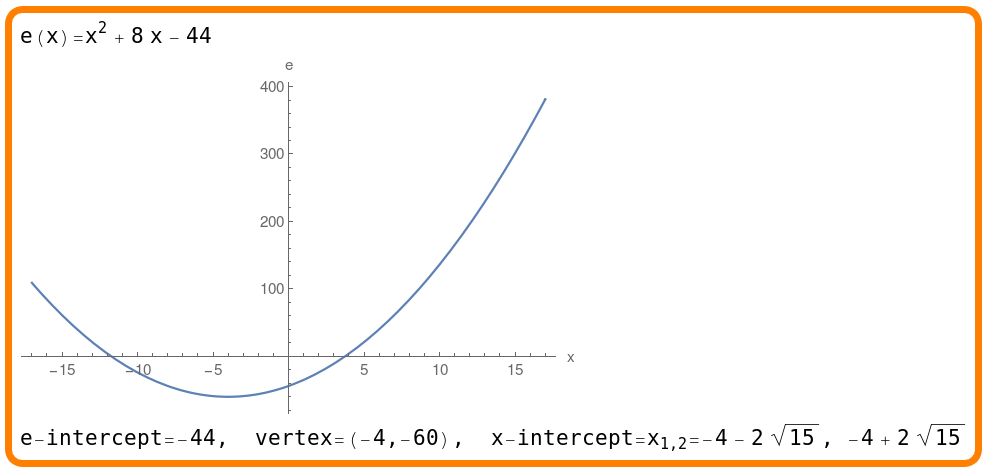 e(x)=x² + 8 x − 44
e
400
300
200
100
−15 −10 −5 5 10 15 x
e−intercept=−44, vertex=(−4,−60), x−intercept=x₁,₂=−4 − 2 √15, −4 + 2 √15